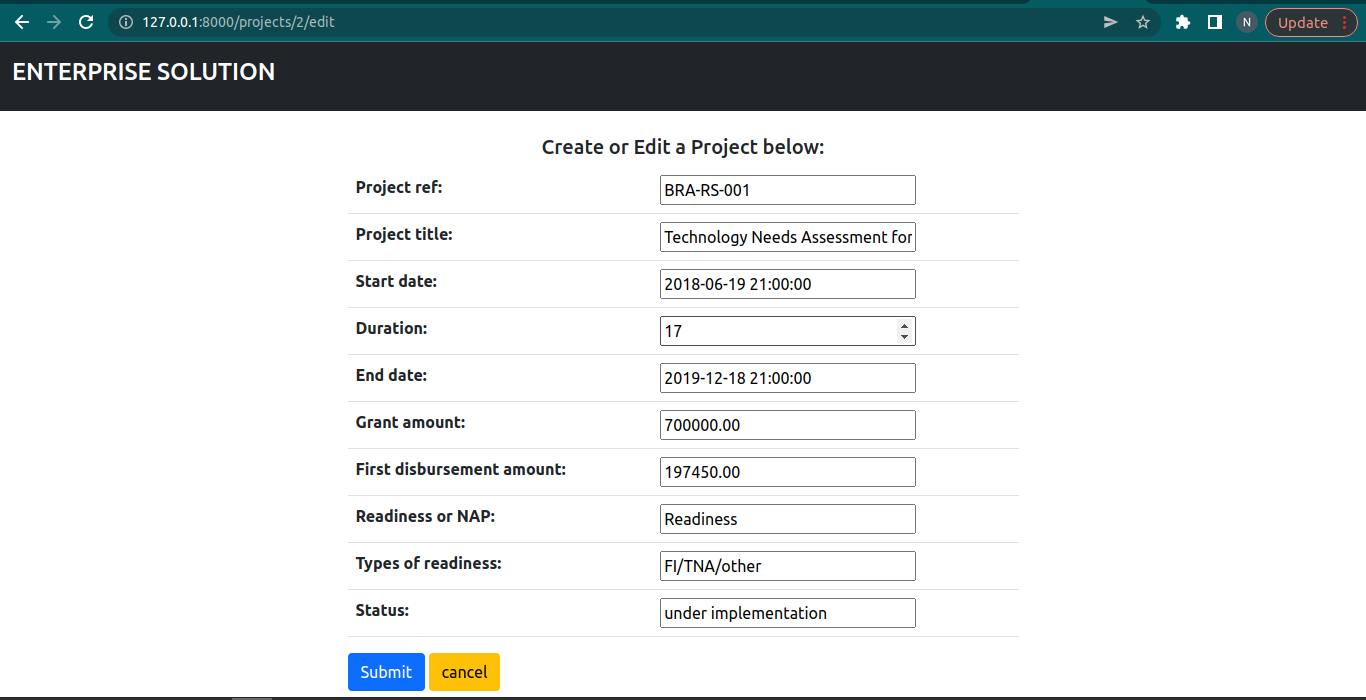 127.0.0.1:8000/projects/2/edit
N
Update
ENTERPRISE SOLUTION
Create or Edit a Project below:
Project ref: BRA-RS-001
Project title: Technology Needs Assessment for
Start date: 2018-06-19 21:00:00
Duration: 17
End date: 2019-12-18 21:00:00
Grant amount: 700000.00
First disbursement amount: 197450.00
Readiness or NAP: Readiness
Types of readiness: FI/TNA/other
Status: under implementation
Submit cancel